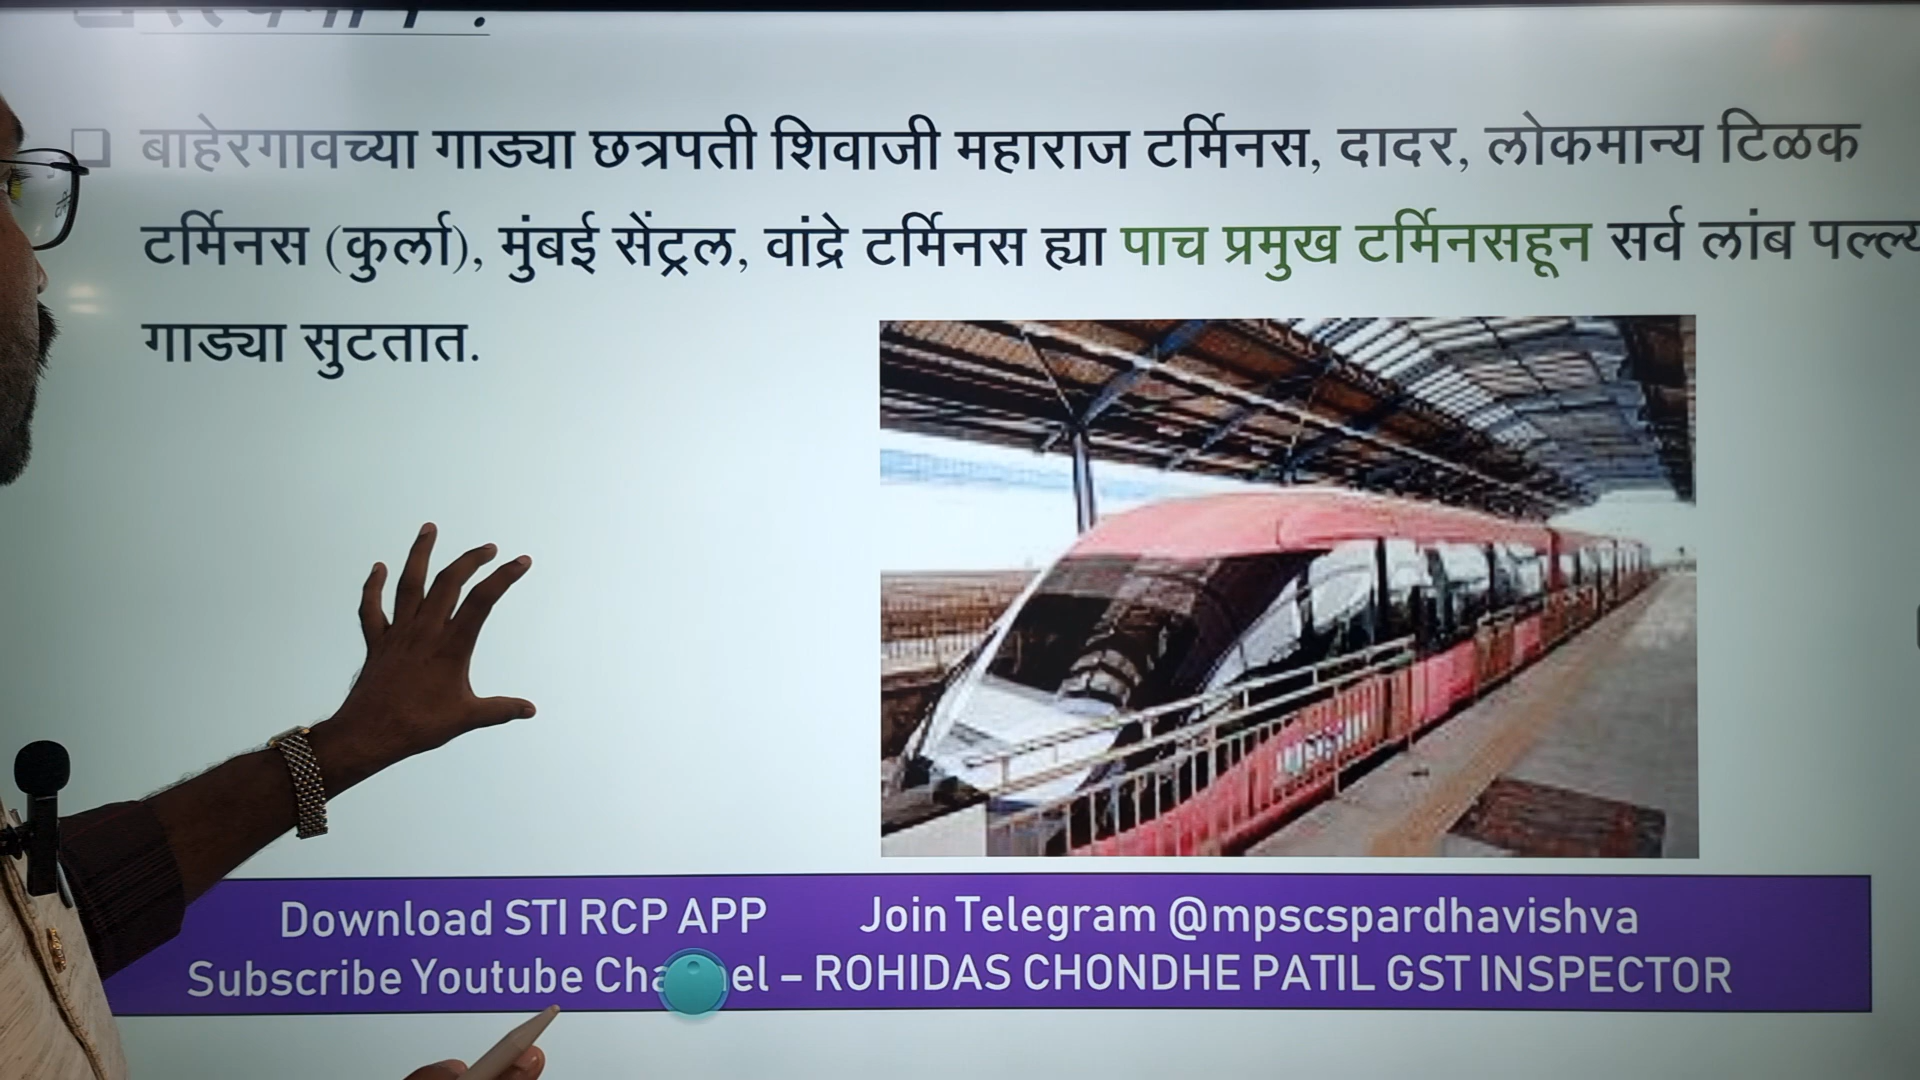 बाहेरगावच्या गाड्या छत्रपती शिवाजी महाराज टर्मिनस, दादर, लोकमान्य टिळक
टर्मिनस (कुर्ला), मुंबई सेंट्रल, वांद्रे टर्मिनस ह्या पाच प्रमुख टर्मिनसहून सर्व लांब
गाड्या सुटतात.
Download STI RCP APP Join Telegram @mpscspardhavishva
Subscribe Youtube – ROHIDAS CHONDHE PATIL GST INSPECTOR